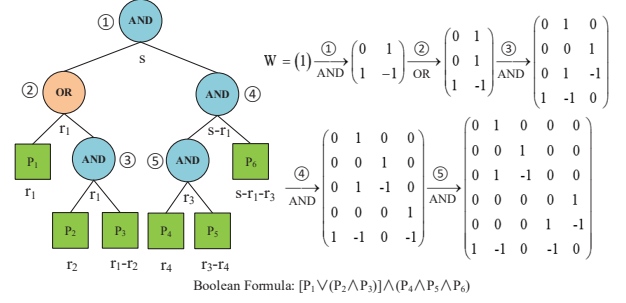 ① AND
s
② OR
AND ④
r₁
s-r₁
P₁
AND ③
⑤ AND
P₆
r₁
r₁
r₃
s-r₁-r₃
P₂
P₃
P₄
P₅
r₂
r₁-r₂
r₄
r₃-r₄
W = (1)
①
AND
0 1
1 -1
②
OR
0 1
0 1
1 -1
③
AND
0 1 0
0 0 1
0 1 -1
1 -1 0
④
AND
0 1 0 0
0 0 1 0
0 1 -1 0
0 0 0 1
1 -1 0 -1
⑤
AND
0 1 0 0 0
0 0 1 0 0
0 1 -1 0 0
0 0 0 0 1
0 0 0 1 -1
1 -1 0 -1 0
Boolean Formula: [P₁∨(P₂∧P₃)]∧(P₄∧P₅∧P₆)